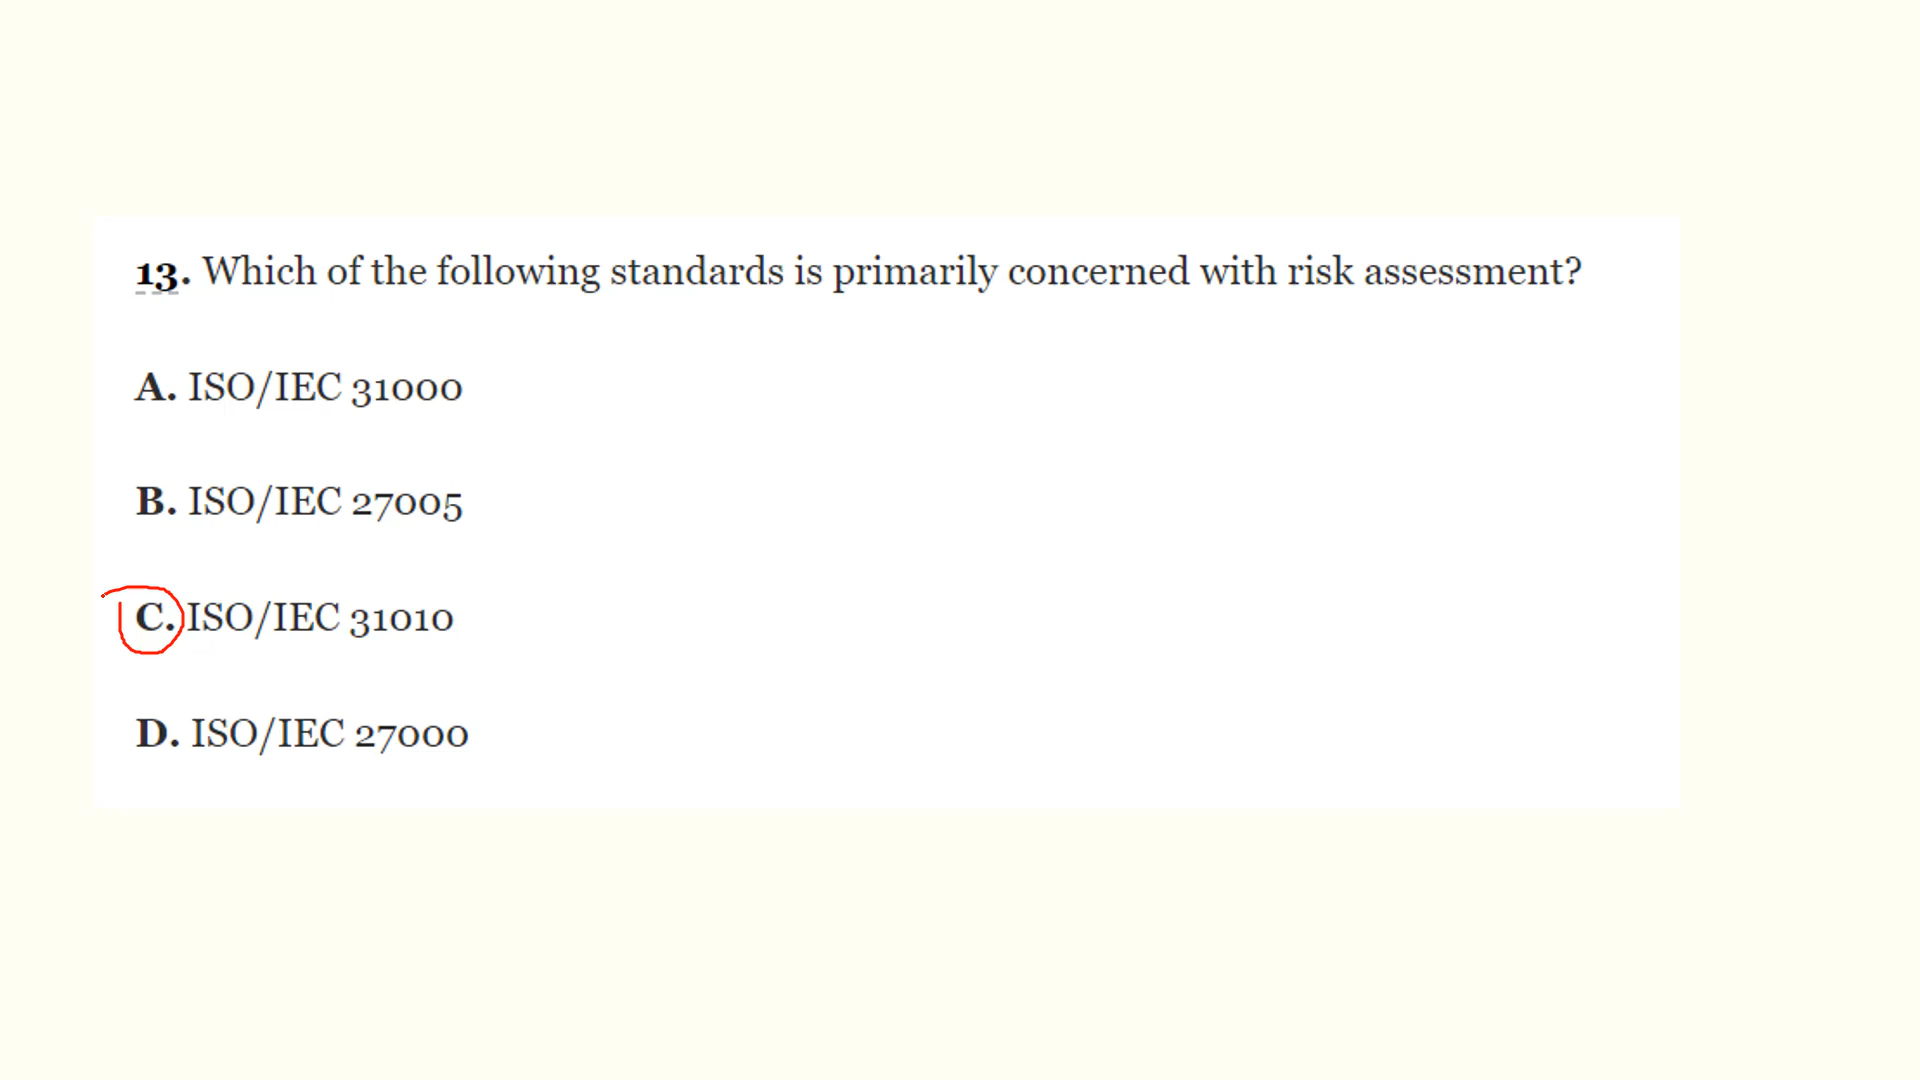 13. Which of the following standards is primarily concerned with risk assessment?
A. ISO/IEC 31000
B. ISO/IEC 27005
C. ISO/IEC 31010
D. ISO/IEC 27000